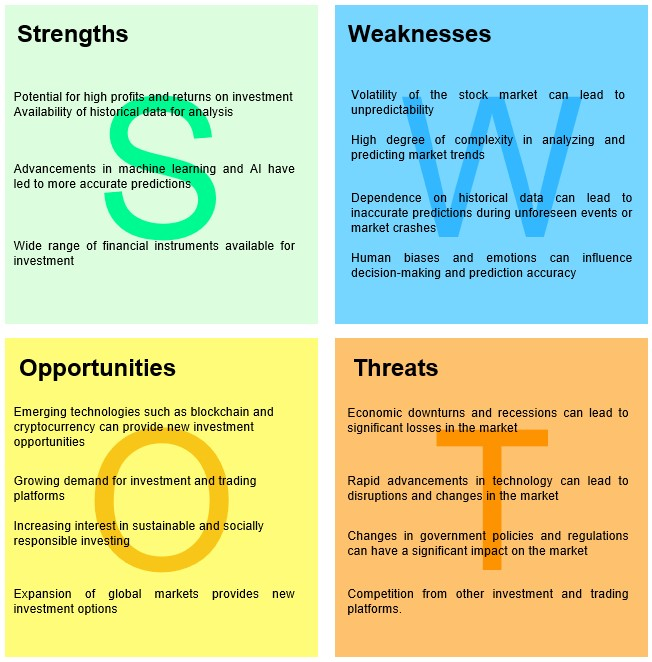 Strengths
S
Potential for high profits and returns on investment
Availability of historical data for analysis
Advancements in machine learning and AI have
led to more accurate predictions
Wide range of financial instruments available for
investment
Weaknesses
W
Volatility of the stock market can lead to
unpredictability
High degree of complexity in analyzing and
predicting market trends
Dependence on historical data can lead to
inaccurate predictions during unforeseen events or
market crashes
Human biases and emotions can influence
decision-making and prediction accuracy
Opportunities
O
Emerging technologies such as blockchain and
cryptocurrency can provide new investment
opportunities
Growing demand for investment and trading
platforms
Increasing interest in sustainable and socially
responsible investing
Expansion of global markets provides new
investment options
Threats
T
Economic downturns and recessions can lead to
significant losses in the market
Rapid advancements in technology can lead to
disruptions and changes in the market
Changes in government policies and regulations
can have a significant impact on the market
Competition from other investment and trading
platforms.